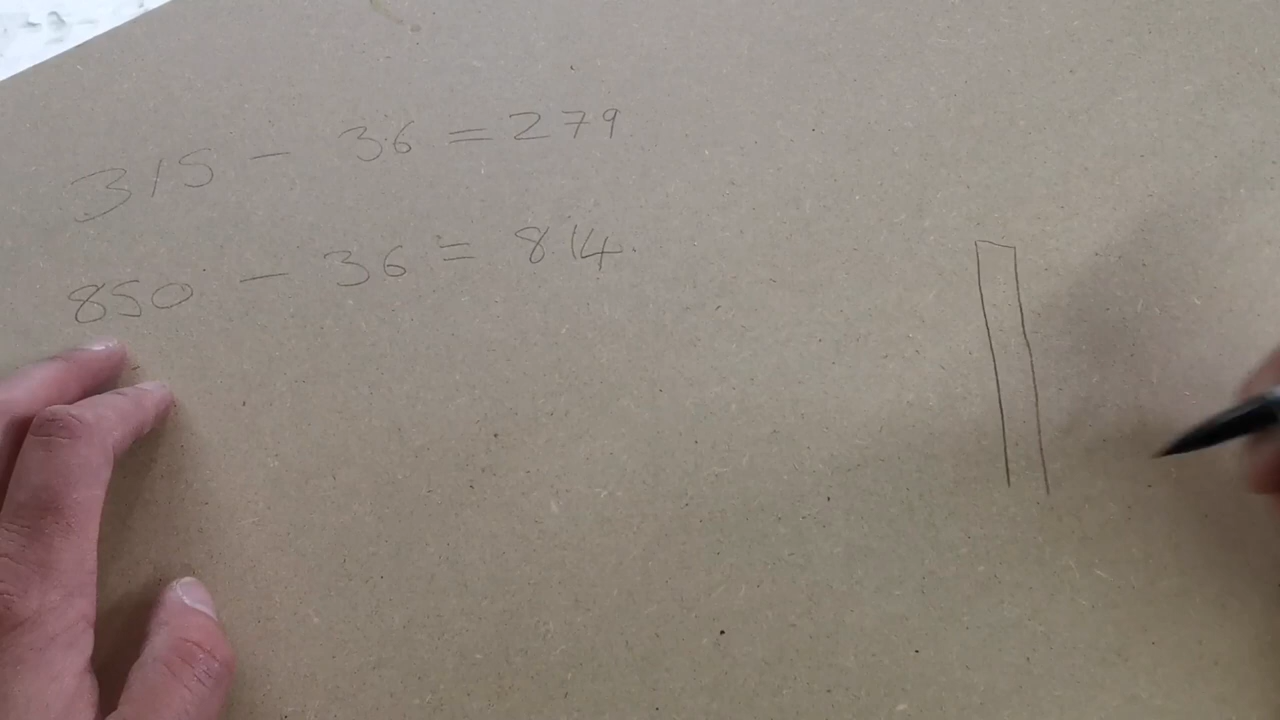 315 - 36 = 279
850 - 36 = 814